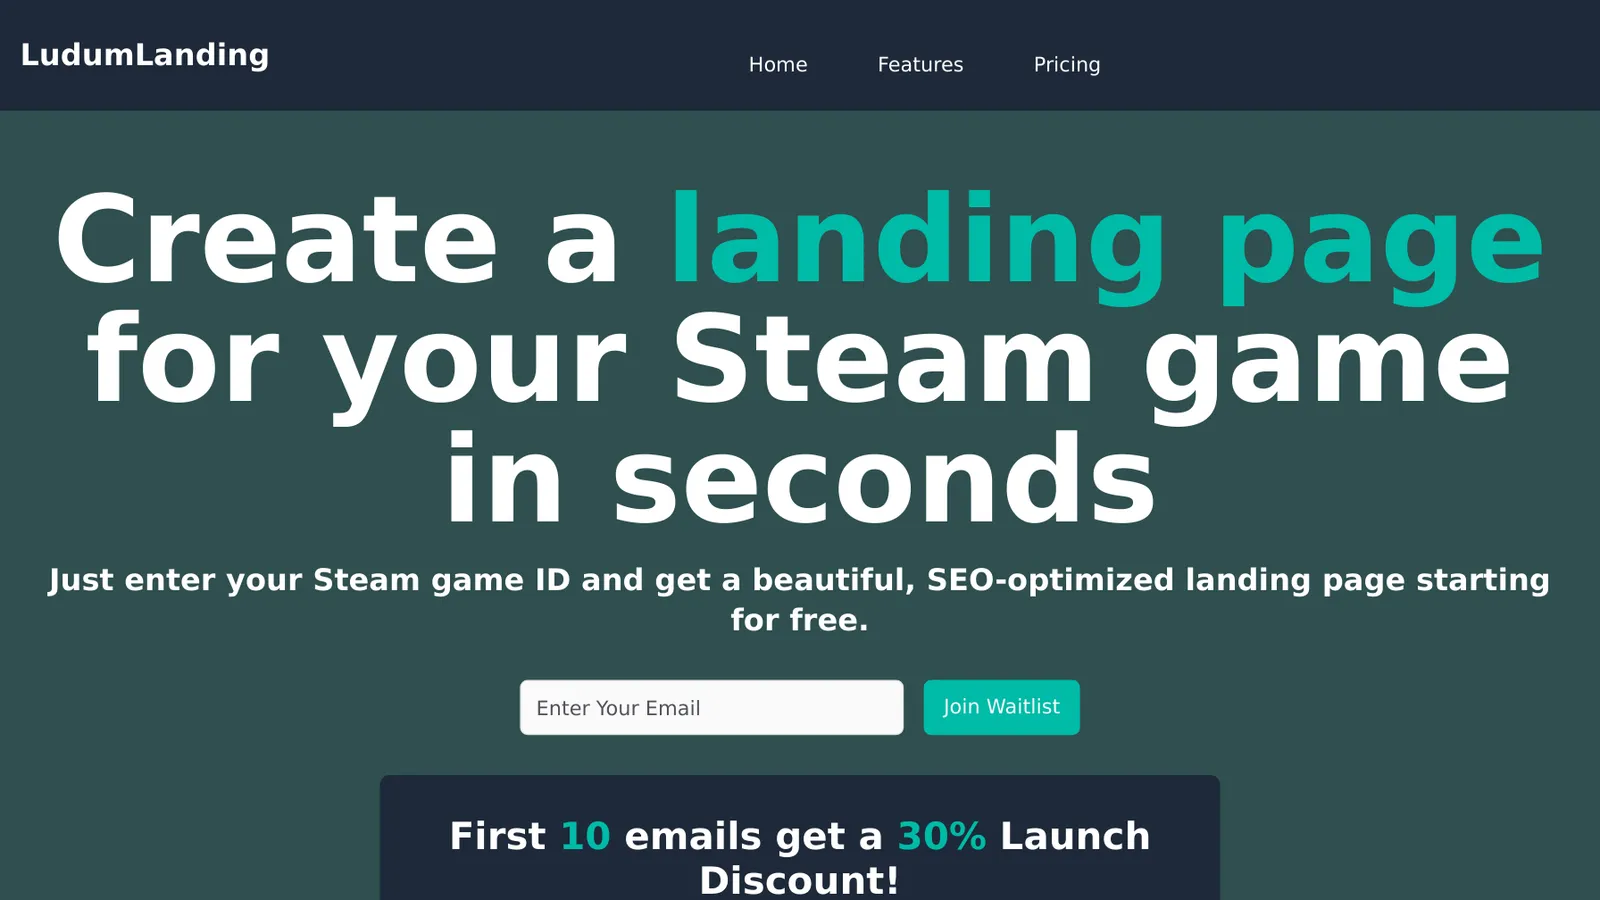 LudumLanding
Home
Features
Pricing
Create a landing page
for your Steam game
in seconds
Just enter your Steam game ID and get a beautiful, SEO-optimized landing page starting
for free.
Enter Your Email
Join Waitlist
First 10 emails get a 30% Launch
Discount!